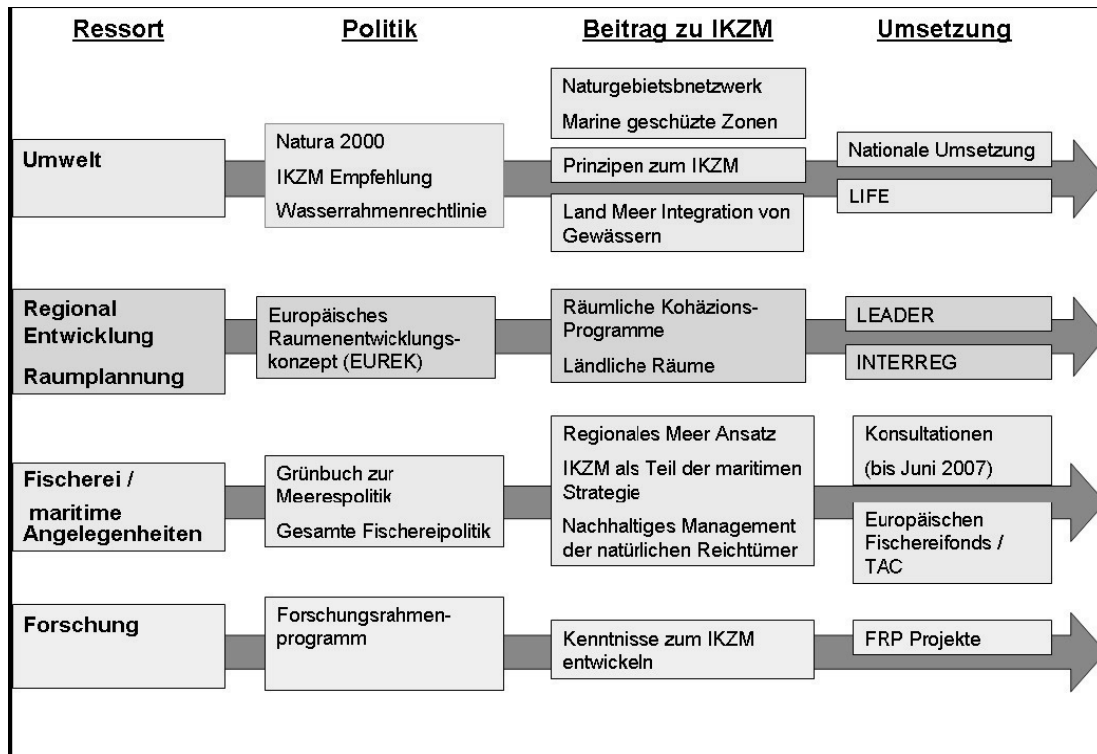 Ressort
Politik
Beitrag zu IKZM
Umsetzung
Umwelt
Natura 2000
IKZM Empfehlung
Wasserrahmenrechtlinie
Naturgebietsbnetzwerk
Marine geschüzte Zonen
Prinzipen zum IKZM
Land Meer Integration von
Gewässern
Nationale Umsetzung
LIFE
Regional
Entwicklung
Raumplannung
Europäisches
Raumenentwicklungs-
konzept (EUREK)
Räumliche Kohäzions-
Programme
Ländliche Räume
LEADER
INTERREG
Fischerei /
maritime
Angelegenheiten
Grünbuch zur
Meerespolitik
Gesamte Fischereipolitik
Regionales Meer Ansatz
IKZM als Teil der maritimen
Strategie
Nachhaltiges Management
der natürlichen Reichtümer
Konsultationen
(bis Juni 2007)
Europäischen
Fischereifonds /
TAC
Forschung
Forschungsrahmen-
programm
Kenntnisse zum IKZM
entwickeln
FRP Projekte